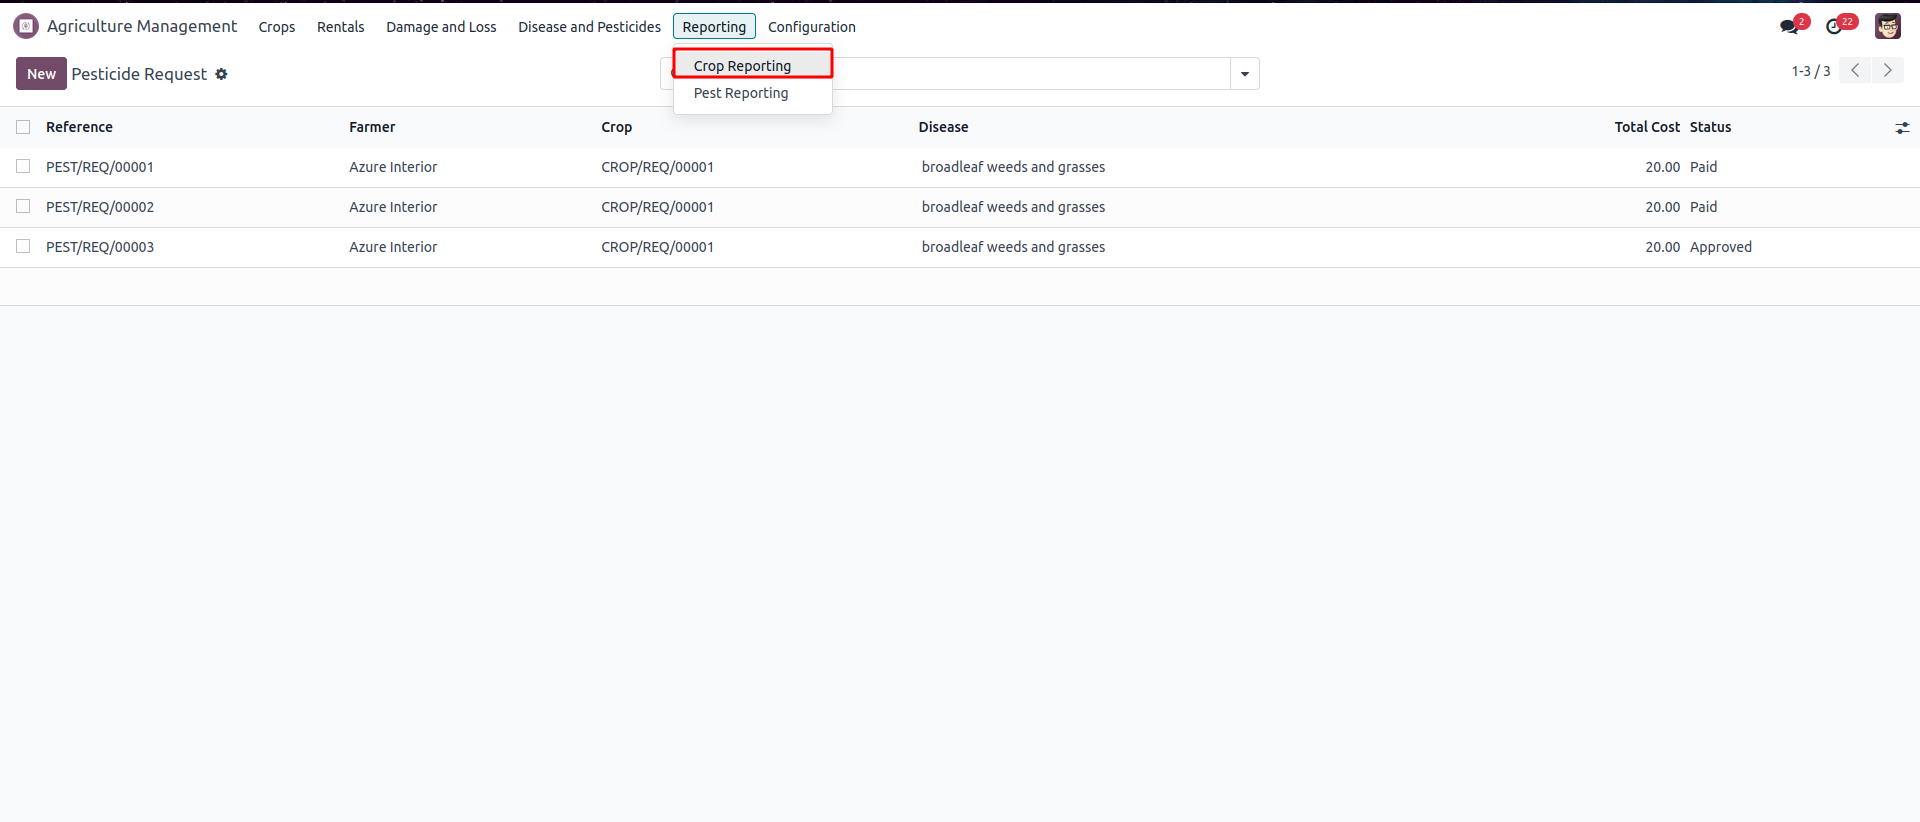 Agriculture Management Crops Rentals Damage and Loss Disease and Pesticides Reporting Configuration 2 22
New Pesticide Request 1-3 / 3
Crop Reporting
Pest Reporting
Reference Farmer Crop Disease Total Cost Status
PEST/REQ/00001 Azure Interior CROP/REQ/00001 broadleaf weeds and grasses 20.00 Paid
PEST/REQ/00002 Azure Interior CROP/REQ/00001 broadleaf weeds and grasses 20.00 Paid
PEST/REQ/00003 Azure Interior CROP/REQ/00001 broadleaf weeds and grasses 20.00 Approved